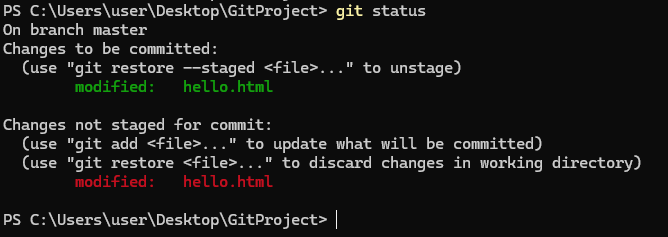 PS C:\Users\user\Desktop\GitProject> git status
On branch master
Changes to be committed:
  (use "git restore --staged <file>..." to unstage)
        modified:   hello.html

Changes not staged for commit:
  (use "git add <file>..." to update what will be committed)
  (use "git restore <file>..." to discard changes in working directory)
        modified:   hello.html

PS C:\Users\user\Desktop\GitProject>